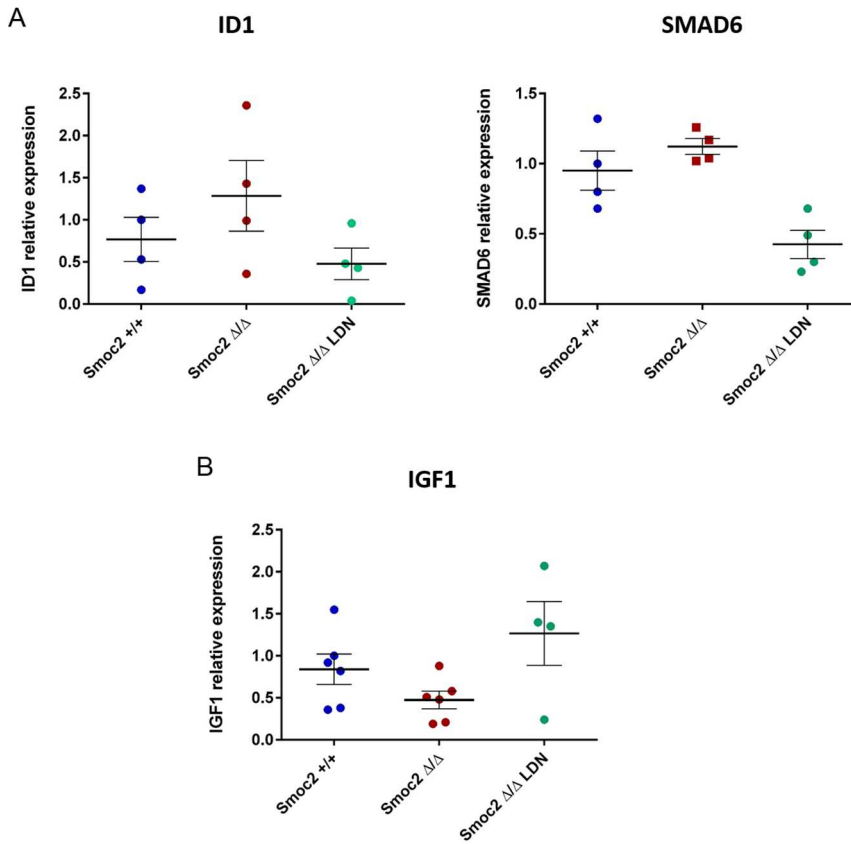 A
ID1
SMAD6
ID1 relative expression
2.5
2.0
1.5
1.0
0.5
0.0
Smoc2 +/+
Smoc2 Δ/Δ
Smoc2 Δ/Δ LDN
SMAD6 relative expression
1.5
1.0
0.5
0.0
Smoc2 +/+
Smoc2 Δ/Δ
Smoc2 Δ/Δ LDN
B
IGF1
IGF1 relative expression
2.5
2.0
1.5
1.0
0.5
0.0
Smoc2 +/+
Smoc2 Δ/Δ
Smoc2 Δ/Δ LDN